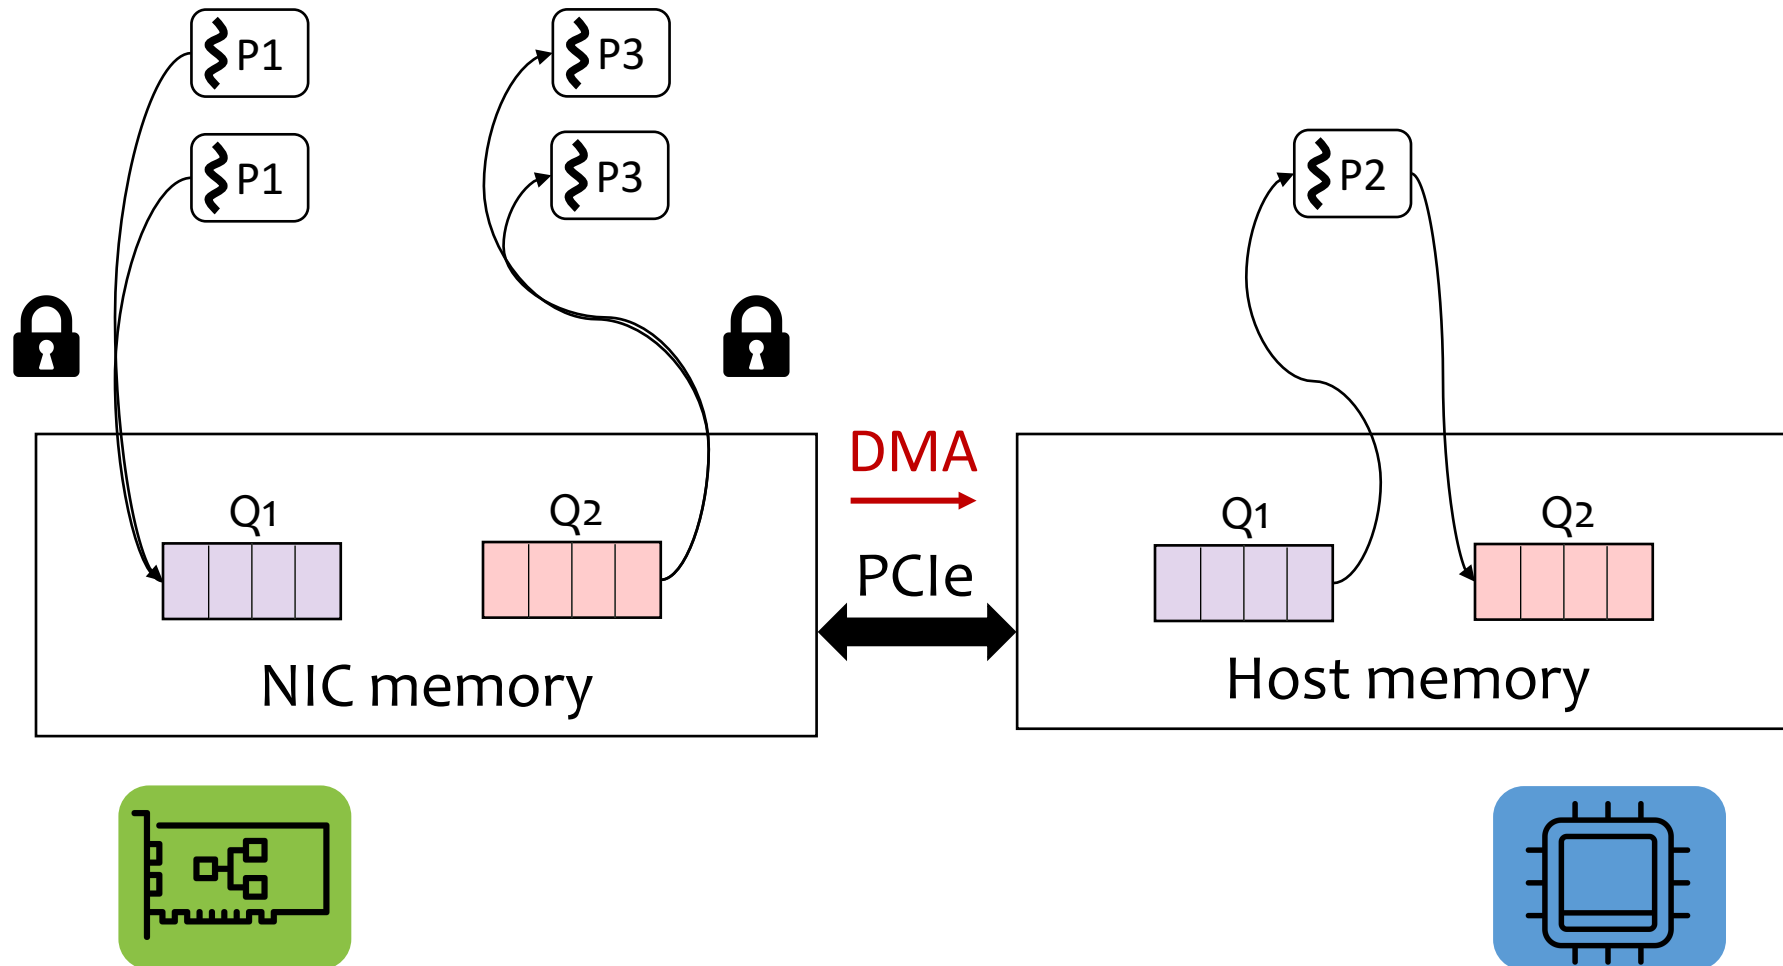 P1
P3
P1
P3
P2
DMA
Q1
Q2
Q1
Q2
PCIe
NIC memory
Host memory